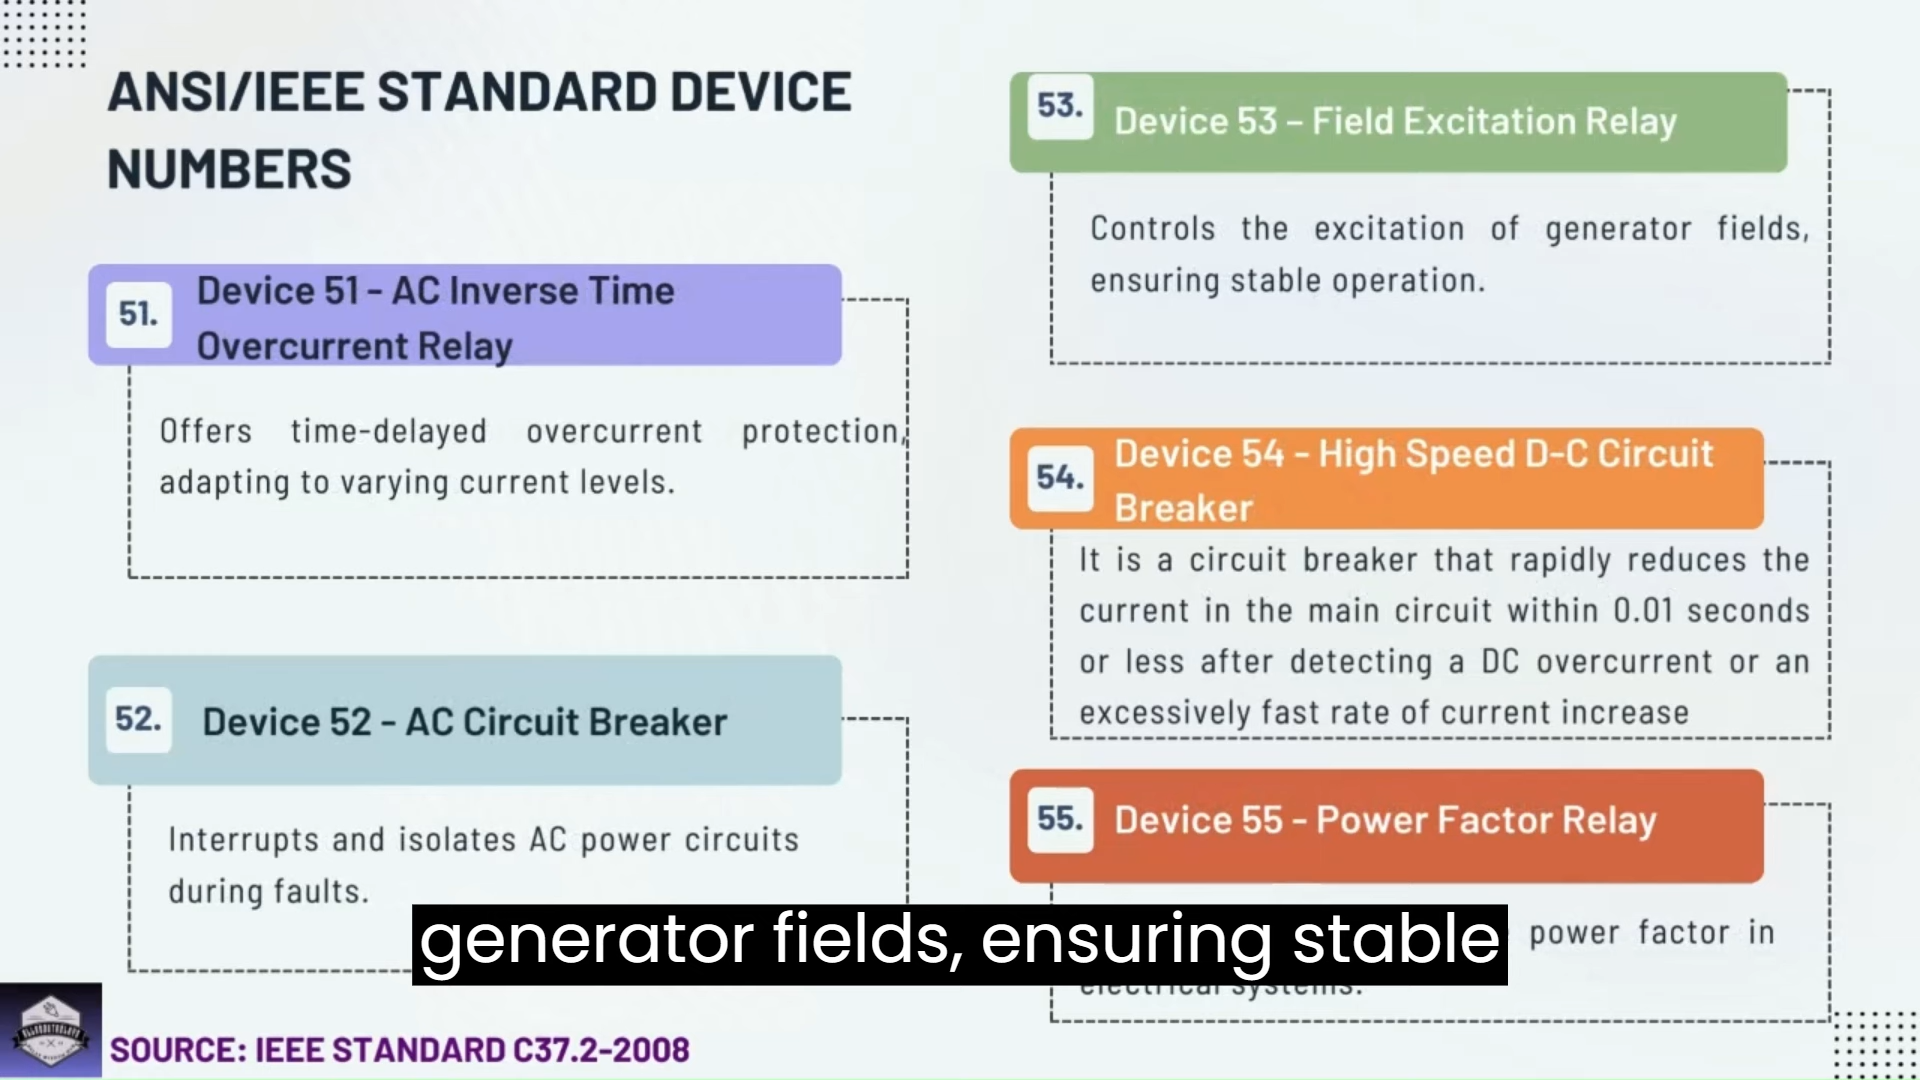 ANSI/IEEE STANDARD DEVICE
NUMBERS
51.
Device 51 - AC Inverse Time
Overcurrent Relay
Offers time-delayed overcurrent protection,
adapting to varying current levels.
52.
Device 52 - AC Circuit Breaker
Interrupts and isolates AC power circuits
during faults.
53.
Device 53 – Field Excitation Relay
Controls the excitation of generator fields,
ensuring stable operation.
54.
Device 54 - High Speed D-C Circuit
Breaker
It is a circuit breaker that rapidly reduces the
current in the main circuit within 0.01 seconds
or less after detecting a DC overcurrent or an
excessively fast rate of current increase
55.
Device 55 - Power Factor Relay
power factor in
electrical systems.
generator fields, ensuring stable
SOURCE: IEEE STANDARD C37.2-2008